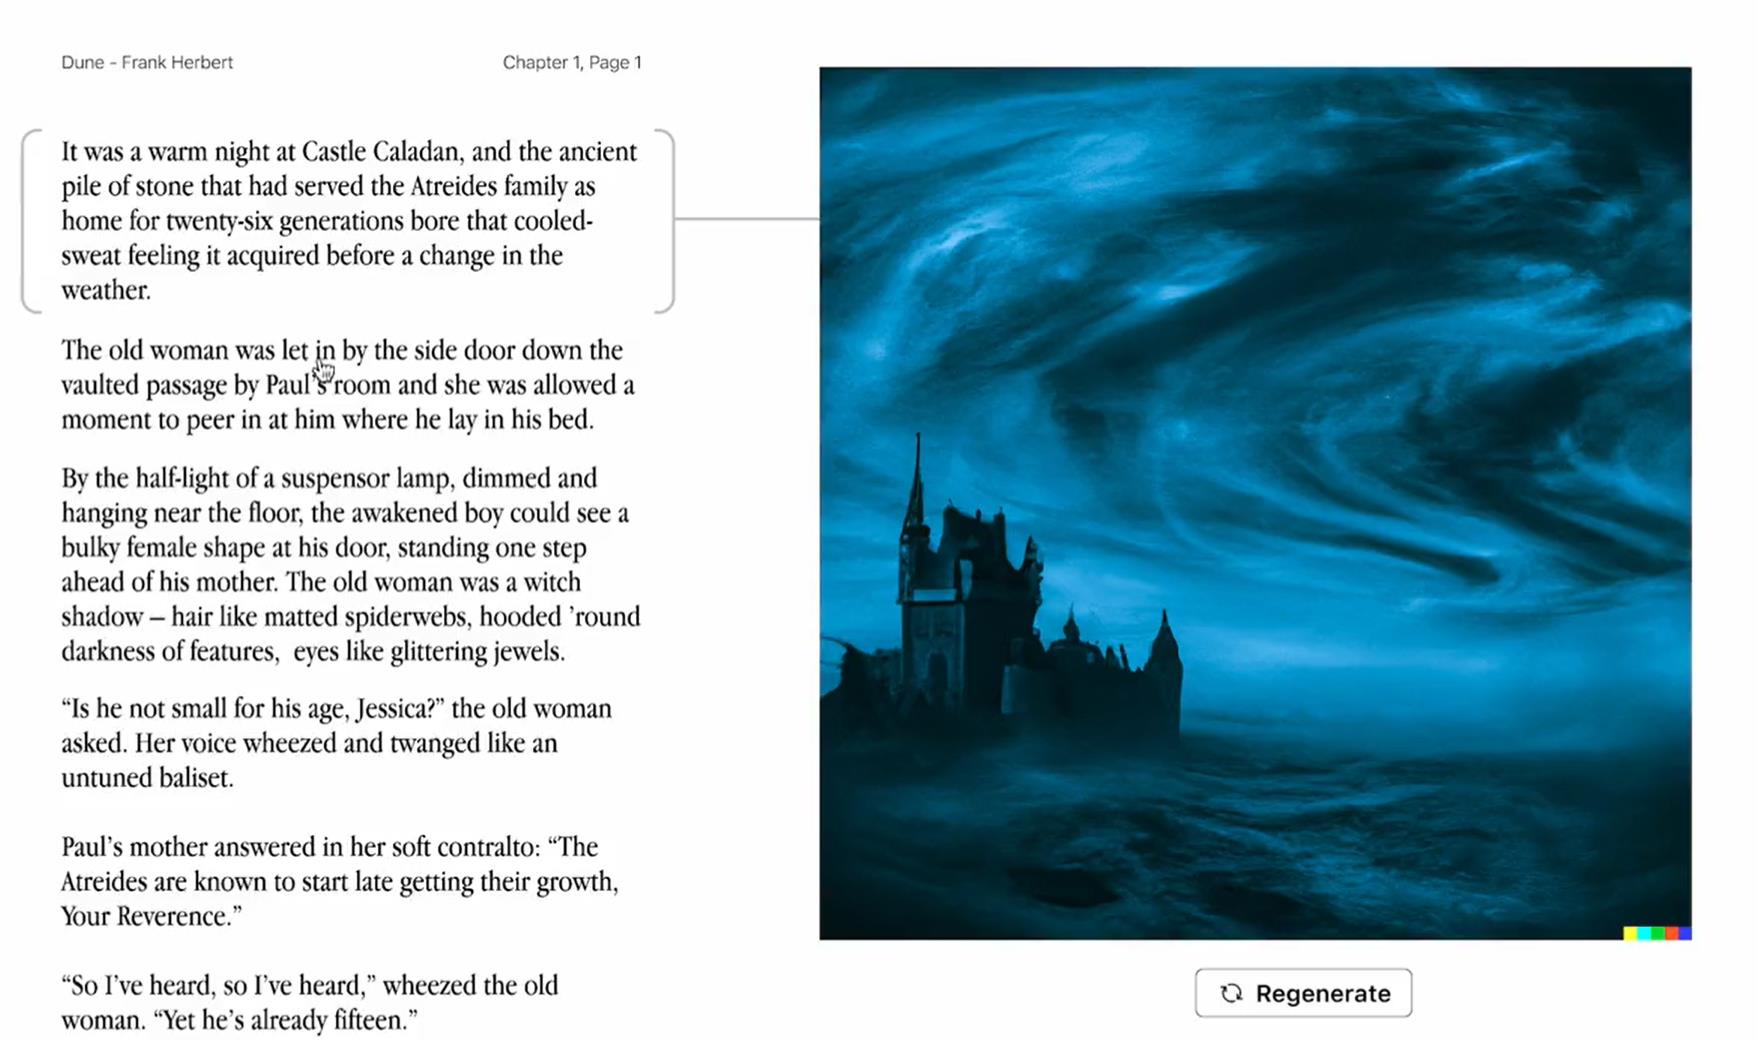 Dune - Frank Herbert
Chapter 1, Page 1
It was a warm night at Castle Caladan, and the ancient
pile of stone that had served the Atreides family as
home for twenty-six generations bore that cooled-
sweat feeling it acquired before a change in the
weather.
The old woman was let in by the side door down the
vaulted passage by Paul's room and she was allowed a
moment to peer in at him where he lay in his bed.
By the half-light of a suspensor lamp, dimmed and
hanging near the floor, the awakened boy could see a
bulky female shape at his door, standing one step
ahead of his mother. The old woman was a witch
shadow – hair like matted spiderwebs, hooded ’round
darkness of features,  eyes like glittering jewels.
“Is he not small for his age, Jessica?” the old woman
asked. Her voice wheezed and twanged like an
untuned baliset.
Paul’s mother answered in her soft contralto: “The
Atreides are known to start late getting their growth,
Your Reverence.”
“So I’ve heard, so I’ve heard,” wheezed the old
woman. “Yet he’s already fifteen.”
Regenerate